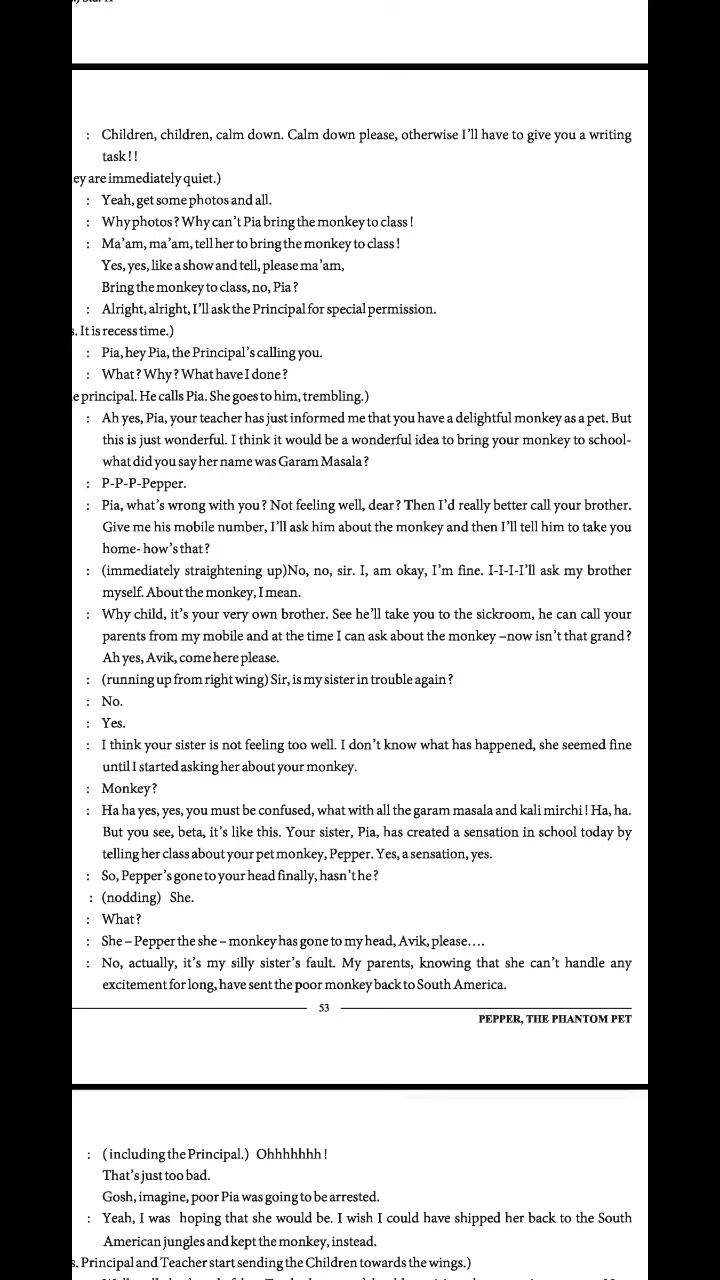 : Children, children, calm down. Calm down please, otherwise I'll have to give you a writing
task!!
ey are immediately quiet.)
: Yeah, get some photos and all.
: Why photos? Why can't Pia bring the monkey to class!
: Ma'am, ma'am, tell her to bring the monkey to class!
Yes, yes, like a show and tell, please ma'am,
Bring the monkey to class, no, Pia?
: Alright, alright, I'll ask the Principal for special permission.
s. It is recess time.)
: Pia, hey Pia, the Principal's calling you.
: What? Why? What have I done?
e principal. He calls Pia. She goes to him, trembling.)
: Ah yes, Pia, your teacher has just informed me that you have a delightful monkey as a pet. But
this is just wonderful. I think it would be a wonderful idea to bring your monkey to school-
what did you say her name was Garam Masala?
: P-P-P-Pepper.
: Pia, what's wrong with you? Not feeling well, dear? Then I'd really better call your brother.
Give me his mobile number, I'll ask him about the monkey and then I'll tell him to take you
home- how's that?
: (immediately straightening up)No, no, sir. I, am okay, I'm fine. I-I-I-I'll ask my brother
myself. About the monkey, I mean.
: Why child, it's your very own brother. See he'll take you to the sickroom, he can call your
parents from my mobile and at the time I can ask about the monkey –now isn't that grand?
Ah yes, Avik, come here please.
: (running up from right wing) Sir, is my sister in trouble again?
: No.
: Yes.
: I think your sister is not feeling too well. I don't know what has happened, she seemed fine
until I started asking her about your monkey.
: Monkey?
: Ha ha yes, yes, you must be confused, what with all the garam masala and kali mirchi! Ha, ha.
But you see, beta, it's like this. Your sister, Pia, has created a sensation in school today by
telling her class about your pet monkey, Pepper. Yes, a sensation, yes.
: So, Pepper's gone to your head finally, hasn't he?
: (nodding) She.
: What?
: She – Pepper the she – monkey has gone to my head, Avik, please....
: No, actually, it's my silly sister's fault. My parents, knowing that she can't handle any
excitement for long, have sent the poor monkey back to South America.
53
PEPPER, THE PHANTOM PET
: (including the Principal.) Ohhhhhhh!
That's just too bad.
Gosh, imagine, poor Pia was going to be arrested.
: Yeah, I was hoping that she would be. I wish I could have shipped her back to the South
American jungles and kept the monkey, instead.
s. Principal and Teacher start sending the Children towards the wings.)